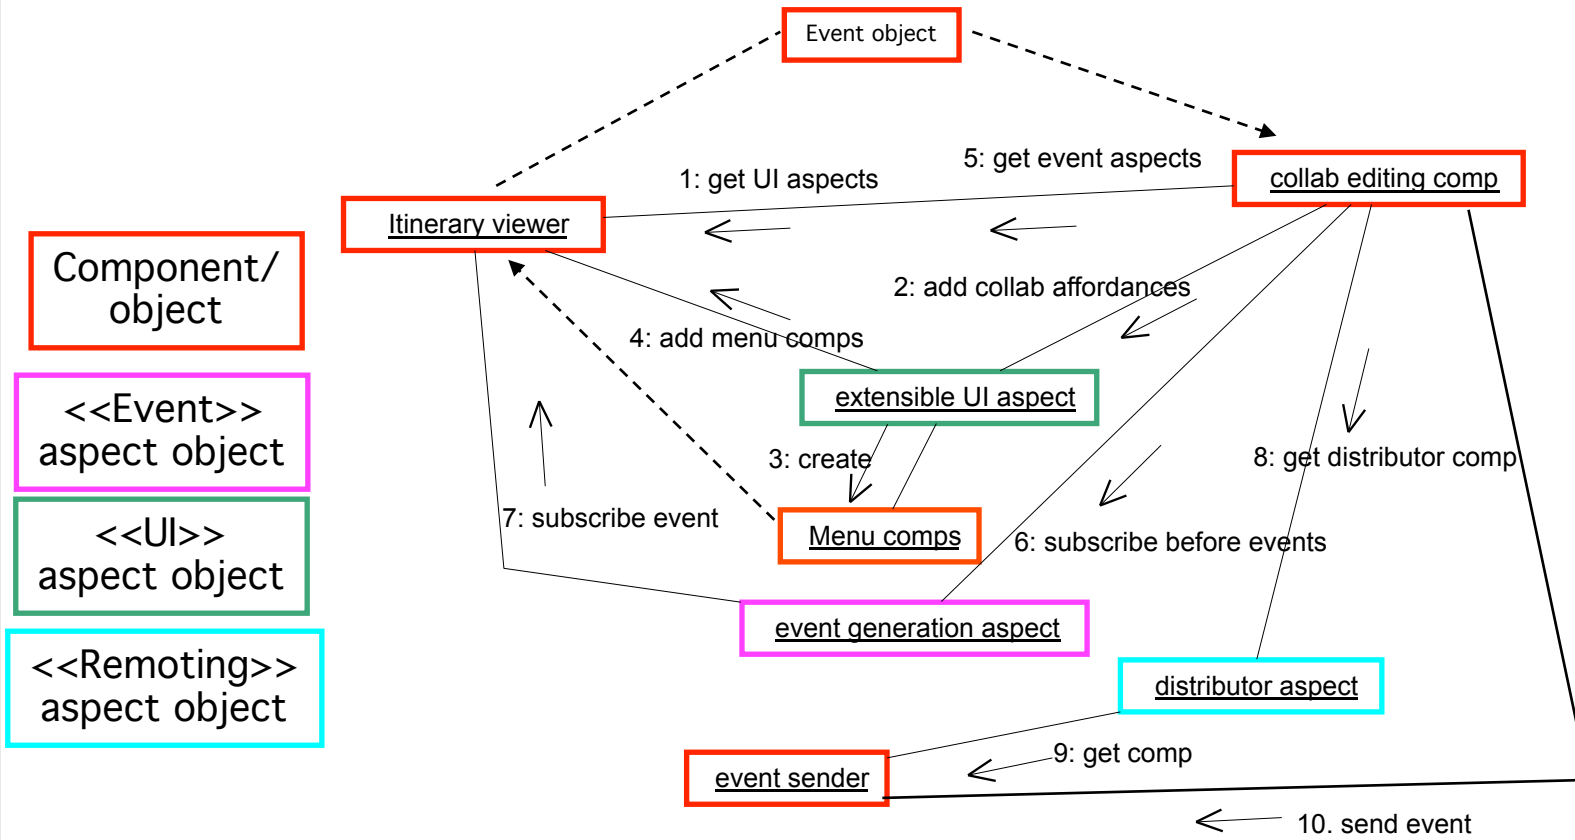 Event object
5: get event aspects
1: get UI aspects
collab editing comp
Itinerary viewer
Component/
object
2: add collab affordances
4: add menu comps
<<Event>>
aspect object
extensible UI aspect
3: create
8: get distributor comp
<<UI>>
aspect object
7: subscribe event
Menu comps
6: subscribe before events
event generation aspect
<<Remoting>>
aspect object
distributor aspect
9: get comp
event sender
10. send event